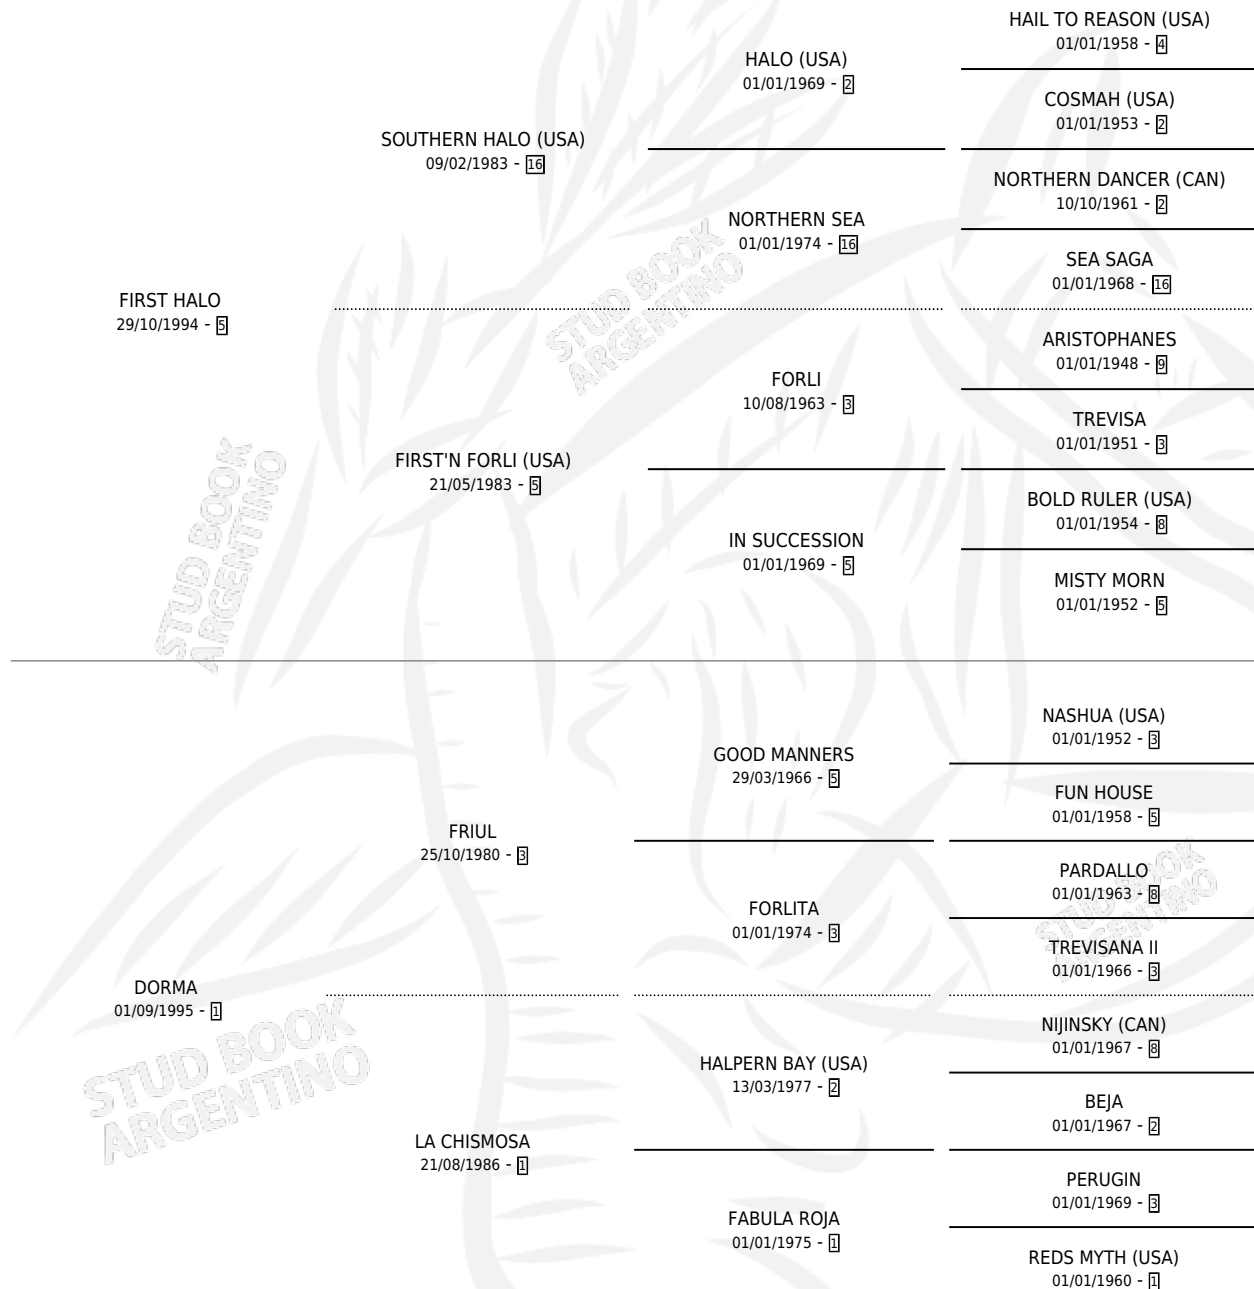 HAIL TO REASON (USA)
01/01/1958 - 4
HALO (USA)
01/01/1969 - 2
COSMAH (USA)
01/01/1953 - 2
SOUTHERN HALO (USA)
09/02/1983 - 16
NORTHERN DANCER (CAN)
10/10/1961 - 2
NORTHERN SEA
01/01/1974 - 16
SEA SAGA
01/01/1968 - 16
FIRST HALO
29/10/1994 - 5
ARISTOPHANES
01/01/1948 - 9
FORLI
10/08/1963 - 3
TREVISA
01/01/1951 - 3
FIRST'N FORLI (USA)
21/05/1983 - 5
BOLD RULER (USA)
01/01/1954 - 8
IN SUCCESSION
01/01/1969 - 5
MISTY MORN
01/01/1952 - 5
STUD BOOK
ARGENTINO
STUD BOOK
ARGENTINO
NASHUA (USA)
01/01/1952 - 3
GOOD MANNERS
29/03/1966 - 5
FUN HOUSE
01/01/1958 - 5
FRIUL
25/10/1980 - 3
PARDALLO
01/01/1963 - 8
FORLITA
01/01/1974 - 3
TREVISANA II
01/01/1966 - 3
STUD BOOK
ARGENTINO
DORMA
01/09/1995 - 1
NIJINSKY (CAN)
01/01/1967 - 8
HALPERN BAY (USA)
13/03/1977 - 2
BEJA
01/01/1967 - 2
LA CHISMOSA
21/08/1986 - 1
PERUGIN
01/01/1969 - 3
FABULA ROJA
01/01/1975 - 1
REDS MYTH (USA)
01/01/1960 - 1
STUD BOOK
ARGENTINO